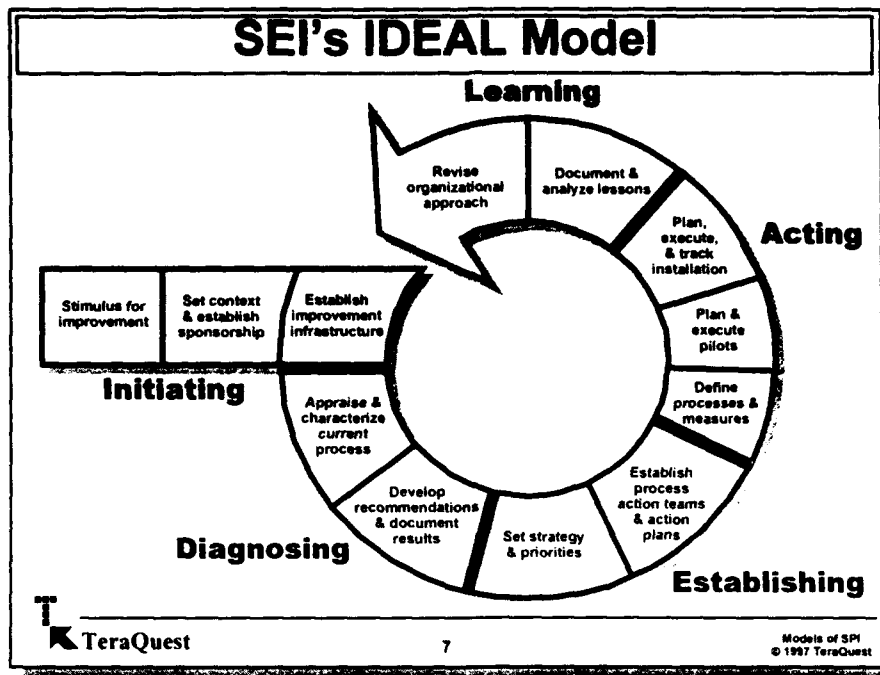 SEI's IDEAL Model
Learning
Revise
organizational
approach
Document &
analyze lessons
Plan,
execute,
& track
installation
Acting
Plan &
execute
pilots
Define
processes &
measures
Stimulus for
improvement
Set context
& establish
sponsorship
Establish
improvement
infrastructure
Initiating
Appraise &
characterize
current
process
Develop
recommendations
& document
results
Diagnosing
Set strategy
& priorities
Establish
process
action teams
& action
plans
Establishing
TeraQuest
7
Models of SPI
© 1997 TeraQuest